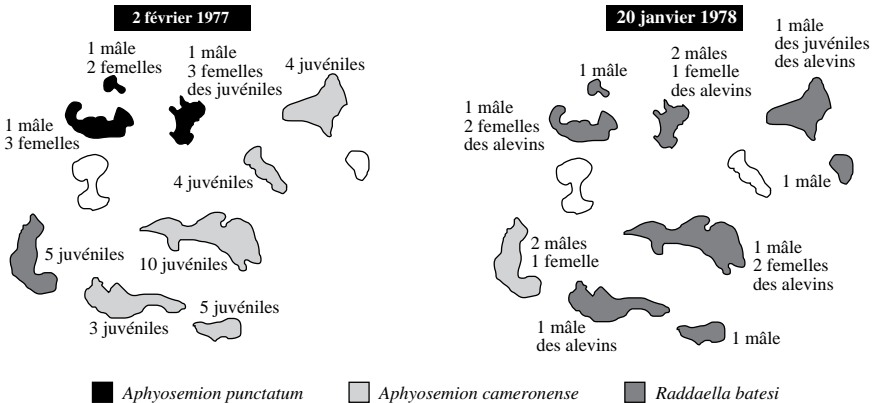 2 février 1977
1 mâle
2 femelles
1 mâle
3 femelles
des juvéniles
4 juvéniles
1 mâle
3 femelles
4 juvéniles
5 juvéniles
10 juvéniles
3 juvéniles
5 juvéniles
20 janvier 1978
1 mâle
2 mâles
1 femelle
des alevins
1 mâle
des juvéniles
des alevins
1 mâle
2 femelles
des alevins
1 mâle
2 mâles
1 femelle
1 mâle
2 femelles
des alevins
1 mâle
des alevins
1 mâle
Aphyosemion punctatum
Aphyosemion cameronense
Raddaella batesi